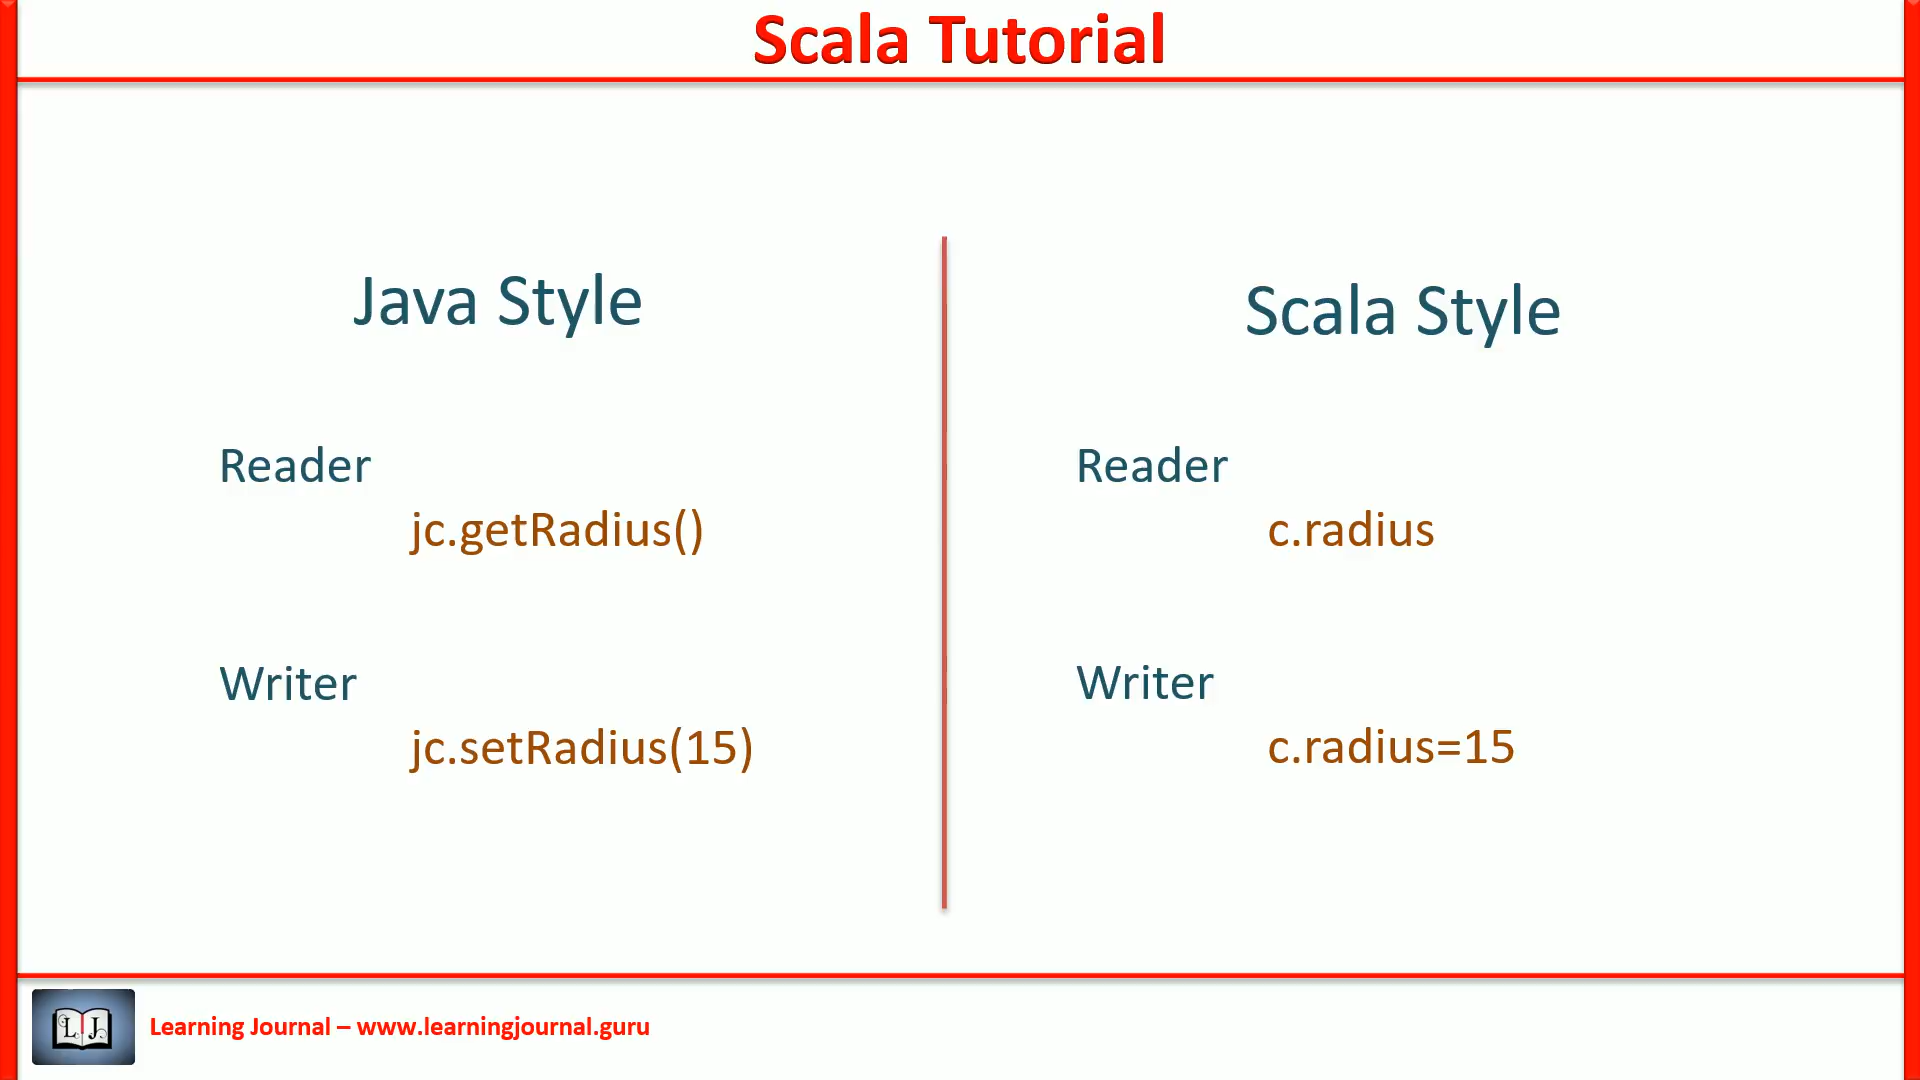 Scala Tutorial
Java Style
Reader
jc.getRadius()
Writer
jc.setRadius(15)
Scala Style
Reader
c.radius
Writer
c.radius=15
L J
Learning Journal – www.learningjournal.guru